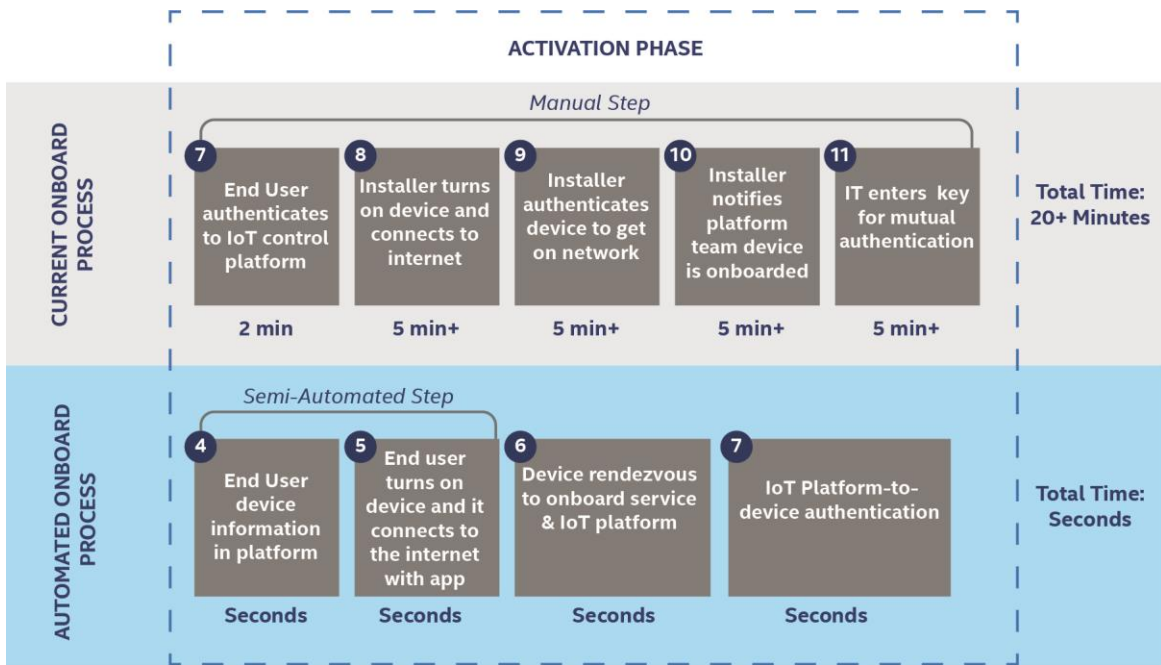 ACTIVATION PHASE
CURRENT ONBOARD
PROCESS
Manual Step
7
End User
authenticates
to IoT control
platform
2 min
8
Installer turns
on device and
connects to
internet
5 min+
9
Installer
authenticates
device to get
on network
5 min+
10
Installer
notifies
platform
team device
is onboarded
5 min+
11
IT enters key
for mutual
authentication
5 min+
Total Time:
20+ Minutes
AUTOMATED ONBOARD
PROCESS
Semi-Automated Step
4
End User
device
information
in platform
Seconds
5
End user
turns on
device and it
connects to
the internet
with app
Seconds
6
Device rendezvous
to onboard service
& IoT platform
Seconds
7
IoT Platform-to-
device authentication
Seconds
Total Time:
Seconds